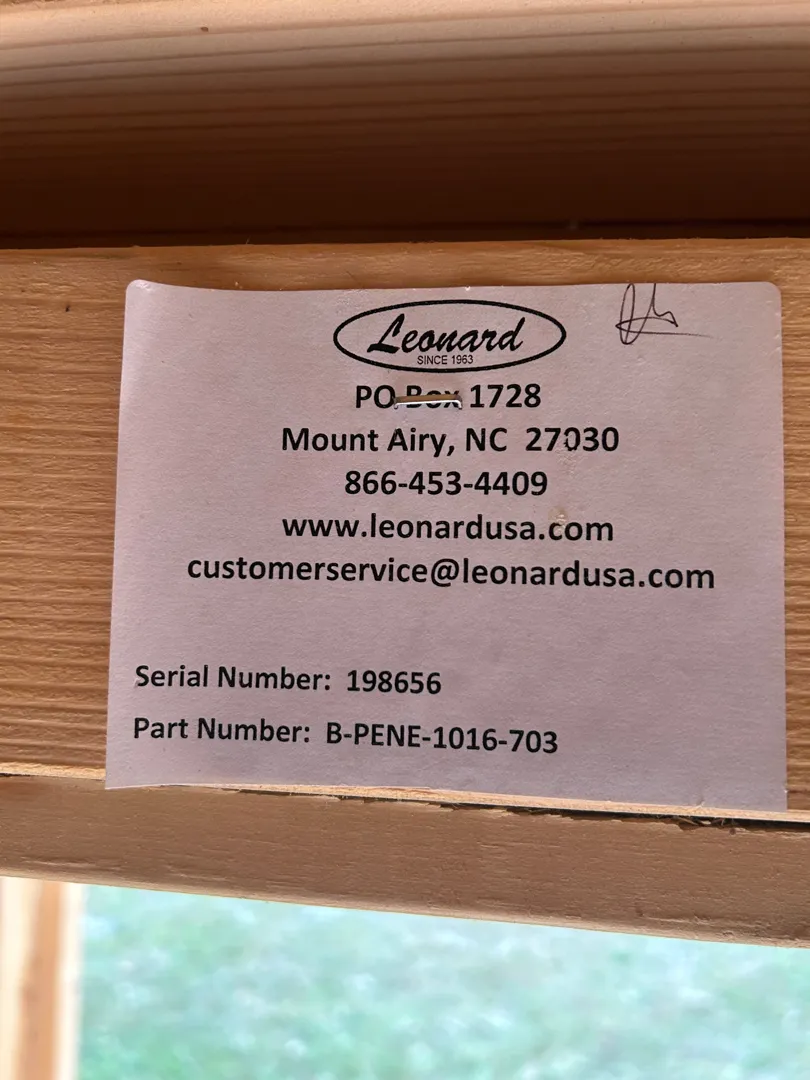 Leonard
SINCE 1963
PO Box 1728
Mount Airy, NC 27030
866-453-4409
www.leonardusa.com
customerservice@leonardusa.com
Serial Number: 198656
Part Number: B-PENE-1016-703